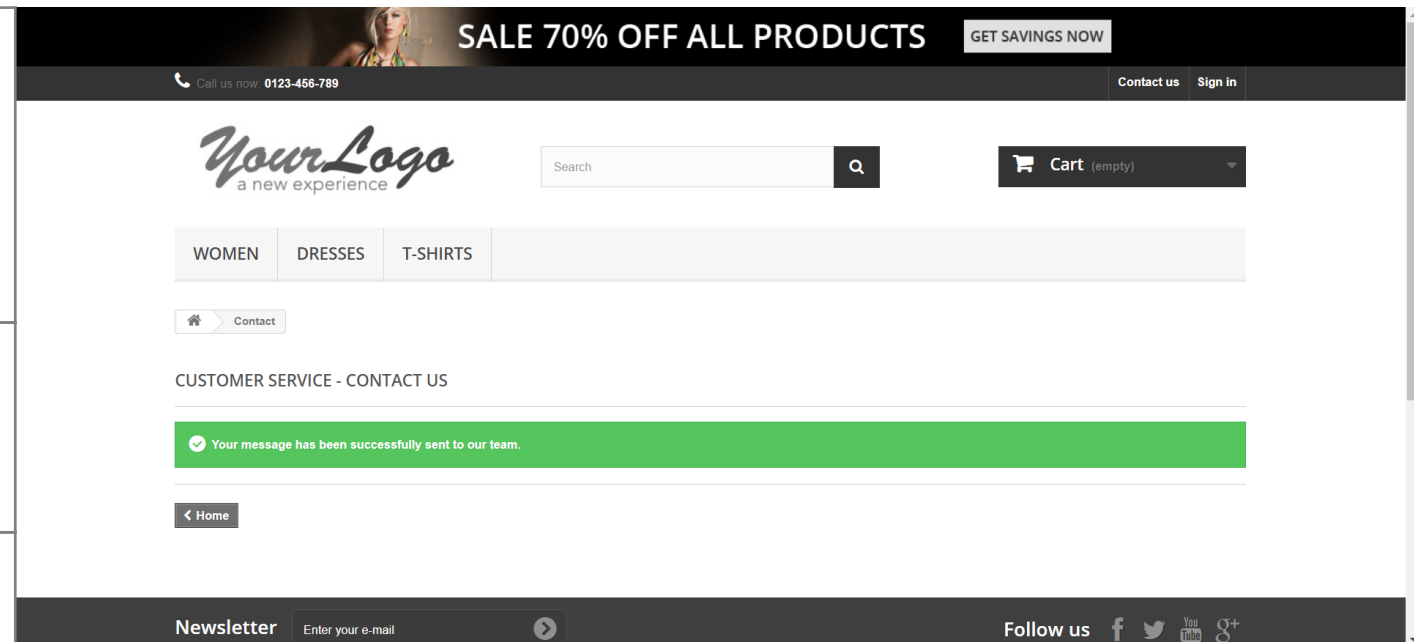 SALE 70% OFF ALL PRODUCTS GET SAVINGS NOW
Call us now: 0123-456-789 Contact us Sign in
YourLogo
a new experience
Search
Cart (empty)
WOMEN DRESSES T-SHIRTS
Contact
CUSTOMER SERVICE - CONTACT US
Your message has been successfully sent to our team.
Home
Newsletter Enter your e-mail Follow us f You Tube g+